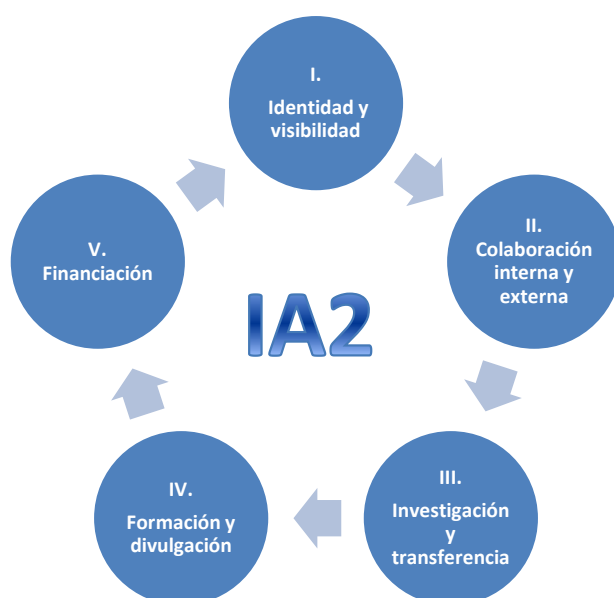 I.
Identidad y
visibilidad
II.
Colaboración
interna y
externa
III.
Investigación
y
transferencia
IV.
Formación y
divulgación
V.
Financiación
IA2